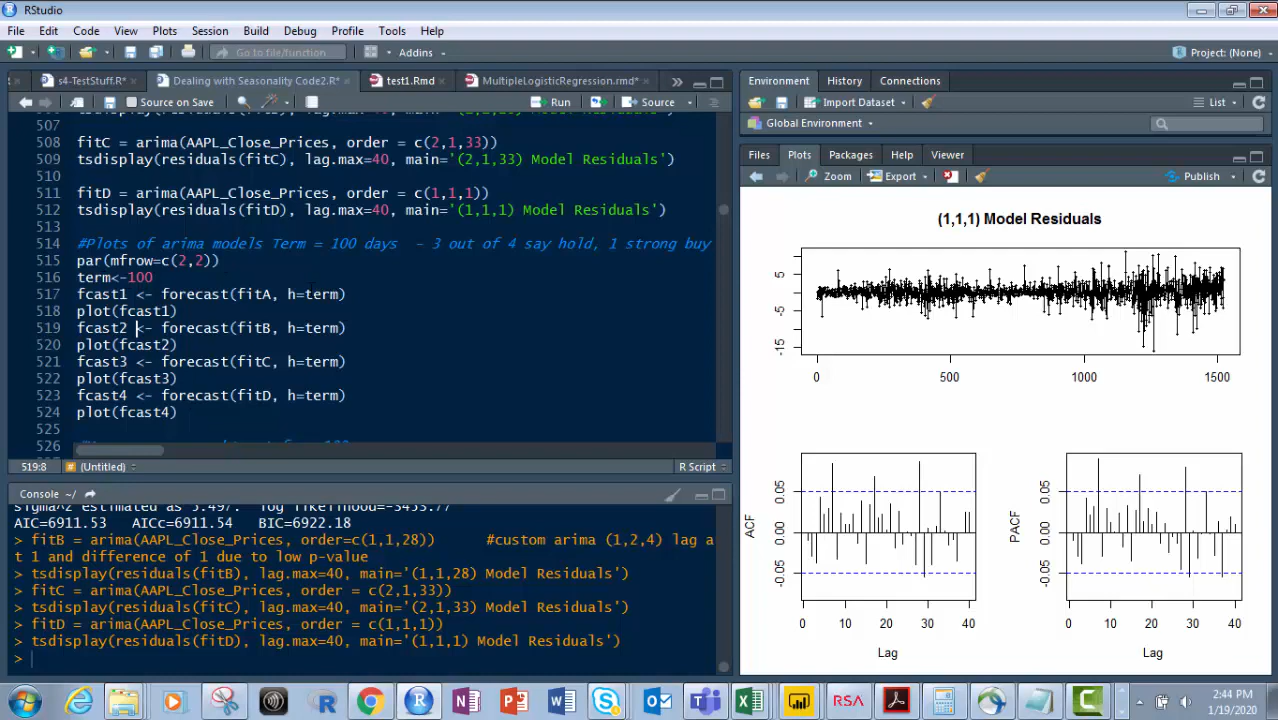 RStudio
File Edit Code View Plots Session Build Debug Profile Tools Help
Go to file/function Addins Project: (None)
s4-TestStuff.R* Dealing with Seasonality Code2.R* test1.Rmd MultipleLogisticRegression.rmd*
Source on Save Run Source
507
508 fitC = arima(AAPL_Close_Prices, order = c(2,1,33))
509 tsdisplay(residuals(fitC), lag.max=40, main='(2,1,33) Model Residuals')
510
511 fitD = arima(AAPL_Close_Prices, order = c(1,1,1))
512 tsdisplay(residuals(fitD), lag.max=40, main='(1,1,1) Model Residuals')
513
514 #Plots of arima models Term = 100 days - 3 out of 4 say hold, 1 strong buy
515 par(mfrow=c(2,2))
516 term<-100
517 fcast1 <- forecast(fitA, h=term)
518 plot(fcast1)
519 fcast2 <- forecast(fitB, h=term)
520 plot(fcast2)
521 fcast3 <- forecast(fitC, h=term)
522 plot(fcast3)
523 fcast4 <- forecast(fitD, h=term)
524 plot(fcast4)
525
526
519:8 (Untitled) R Script
Console ~/
sigma^2 estimated as 5.497: log likelihood=-3453.77
AIC=6911.53 AICc=6911.54 BIC=6922.18
> fitB = arima(AAPL_Close_Prices, order=c(1,1,28)) #custom arima (1,2,4) lag a
t 1 and difference of 1 due to low p-value
> tsdisplay(residuals(fitB), lag.max=40, main='(1,1,28) Model Residuals')
> fitC = arima(AAPL_Close_Prices, order = c(2,1,33))
> tsdisplay(residuals(fitC), lag.max=40, main='(2,1,33) Model Residuals')
> fitD = arima(AAPL_Close_Prices, order = c(1,1,1))
> tsdisplay(residuals(fitD), lag.max=40, main='(1,1,1) Model Residuals')
>
Environment History Connections
Import Dataset List
Global Environment
Files Plots Packages Help Viewer
Zoom Export Publish
(1,1,1) Model Residuals
5
-5
-15
0 500 1000 1500
ACF
0.05
0.00
-0.05
0 10 20 30 40
Lag
PACF
0.05
0.00
-0.05
0 10 20 30 40
Lag
RSA
2:44 PM
1/19/2020